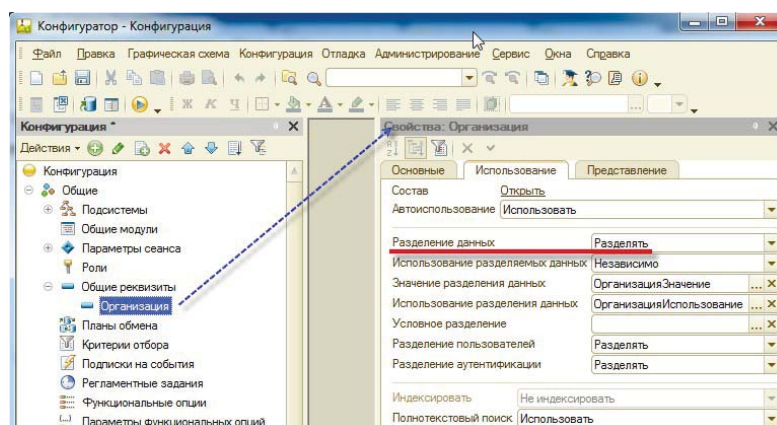 Конфигуратор - Конфигурация
Файл Правка Графическая схема Конфигурация Отладка Администрирование Сервис Окна Справка
Ж К Ч
Конфигурация *
Действия
Конфигурация
Общие
Подсистемы
Общие модули
Параметры сеанса
Роли
Общие реквизиты
Организация
Планы обмена
Критерии отбора
Подписки на события
Регламентные задания
Функциональные опции
Параметры функциональных опций
Свойства: Организация
Основные Использование Представление
Состав Открыть
Автоиспользование Использовать
Разделение данных Разделять
Использование разделяемых данных Независимо
Значение разделения данных ОрганизацияЗначение ... X
Использование разделения данных ОрганизацияИспользование ... X
Условное разделение ... X
Разделение пользователей Разделять
Разделение аутентификации Разделять
Индексировать Не индексировать
Полнотекстовый поиск Использовать